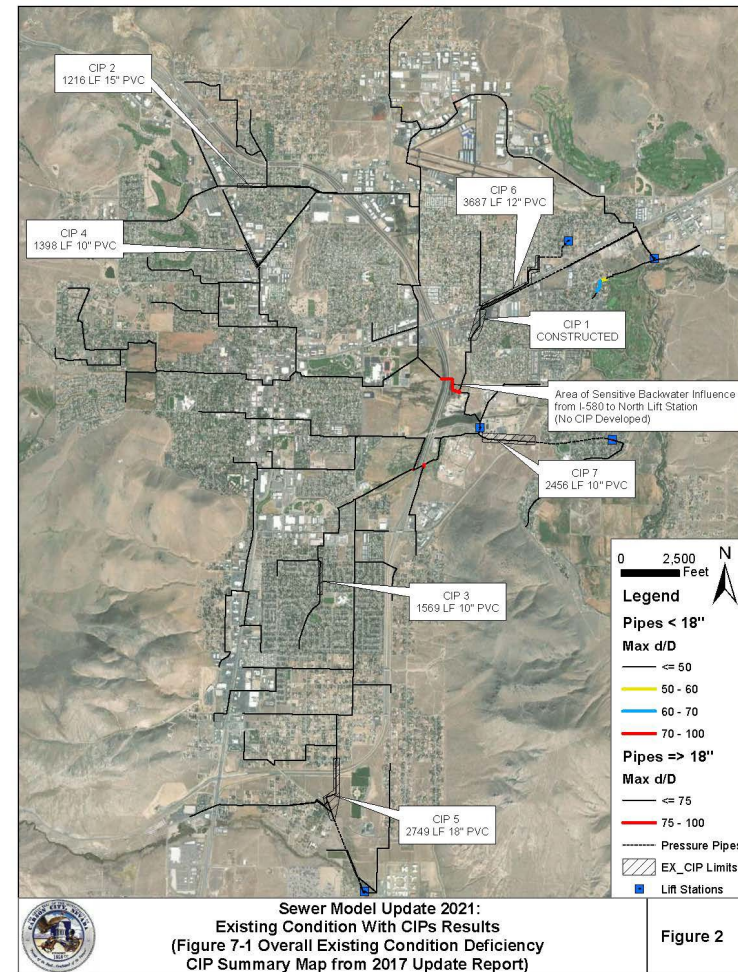 CIP 2
1216 LF 15" PVC
CIP 6
3687 LF 12" PVC
CIP 4
1398 LF 10" PVC
CIP 1
CONSTRUCTED
Area of Sensitive Backwater Influence
from I-580 to North Lift Station
(No CIP Developed)
CIP 7
2456 LF 10" PVC
CIP 3
1569 LF 10" PVC
CIP 5
2749 LF 18" PVC
0 2,500 N
Feet
Legend
Pipes < 18"
Max d/D
<= 50
50 - 60
60 - 70
70 - 100
Pipes => 18"
Max d/D
<= 75
75 - 100
Pressure Pipes
EX_CIP Limits
Lift Stations
CARSON CITY, NEVADA
Sewer Model Update 2021:
Existing Condition With CIPs Results
(Figure 7-1 Overall Existing Condition Deficiency
CIP Summary Map from 2017 Update Report)
Figure 2